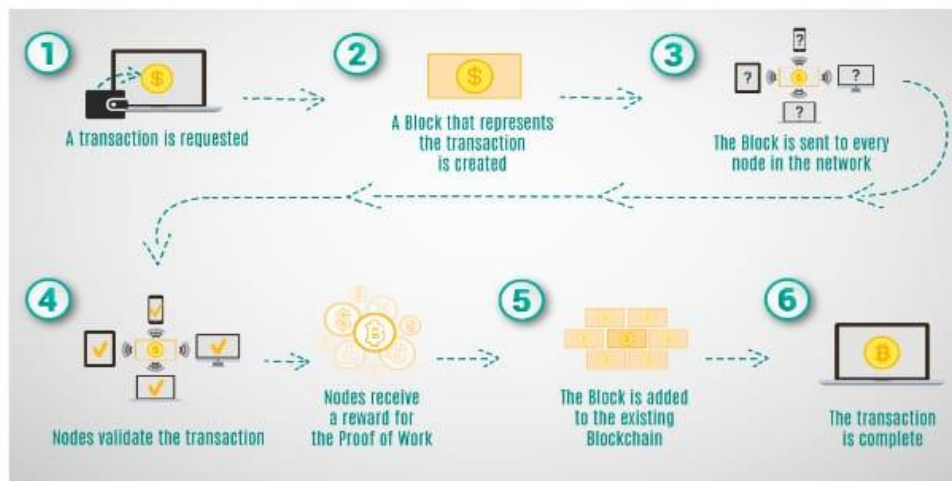 1
A transaction is requested
2
A Block that represents
the transaction
is created
3
The Block is sent to every
node in the network
4
Nodes validate the transaction
Nodes receive
a reward for
the Proof of Work
5
The Block is added
to the existing
Blockchain
6
The transaction
is complete